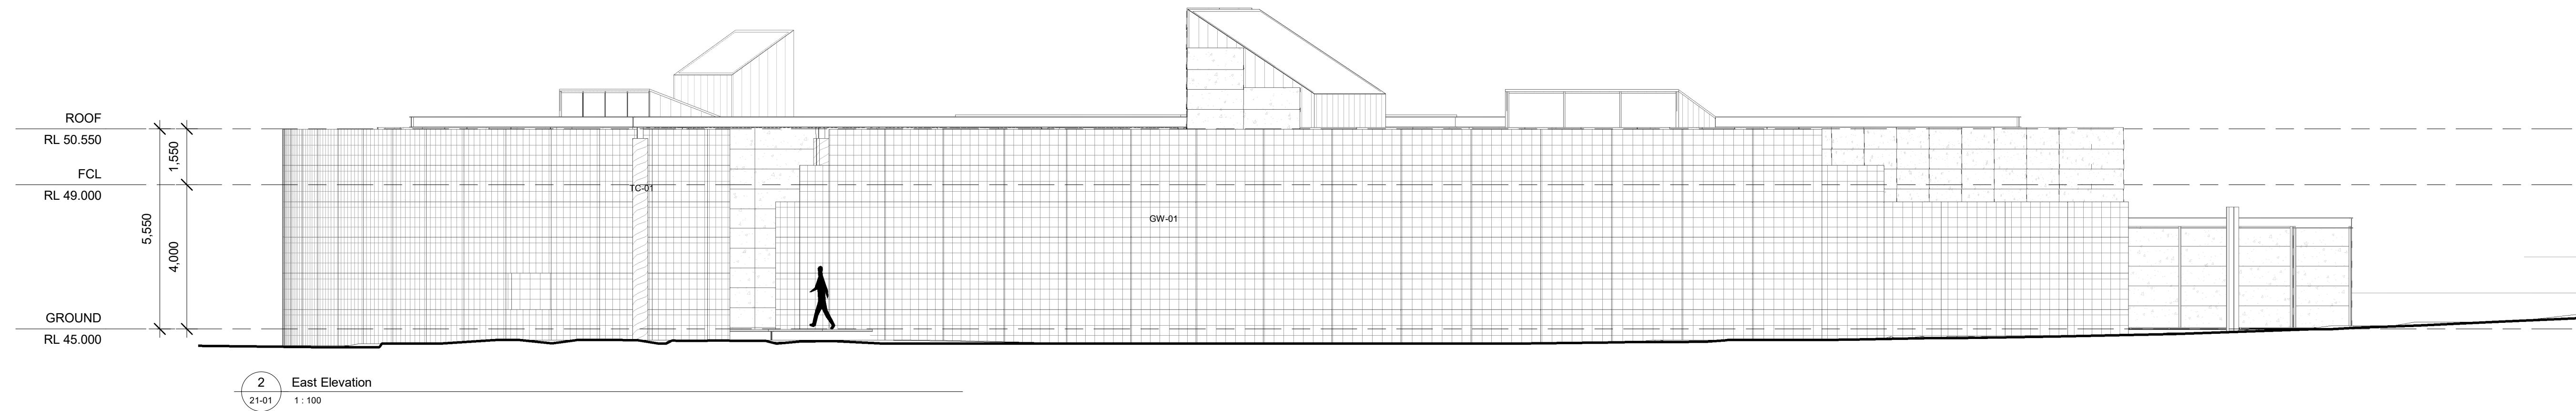 ROOF
RL 50.550
FCL
RL 49.000
GROUND
RL 45.000
5,550
1,550
4,000
TC-01
GW-01
2
21-01
East Elevation
1 : 100